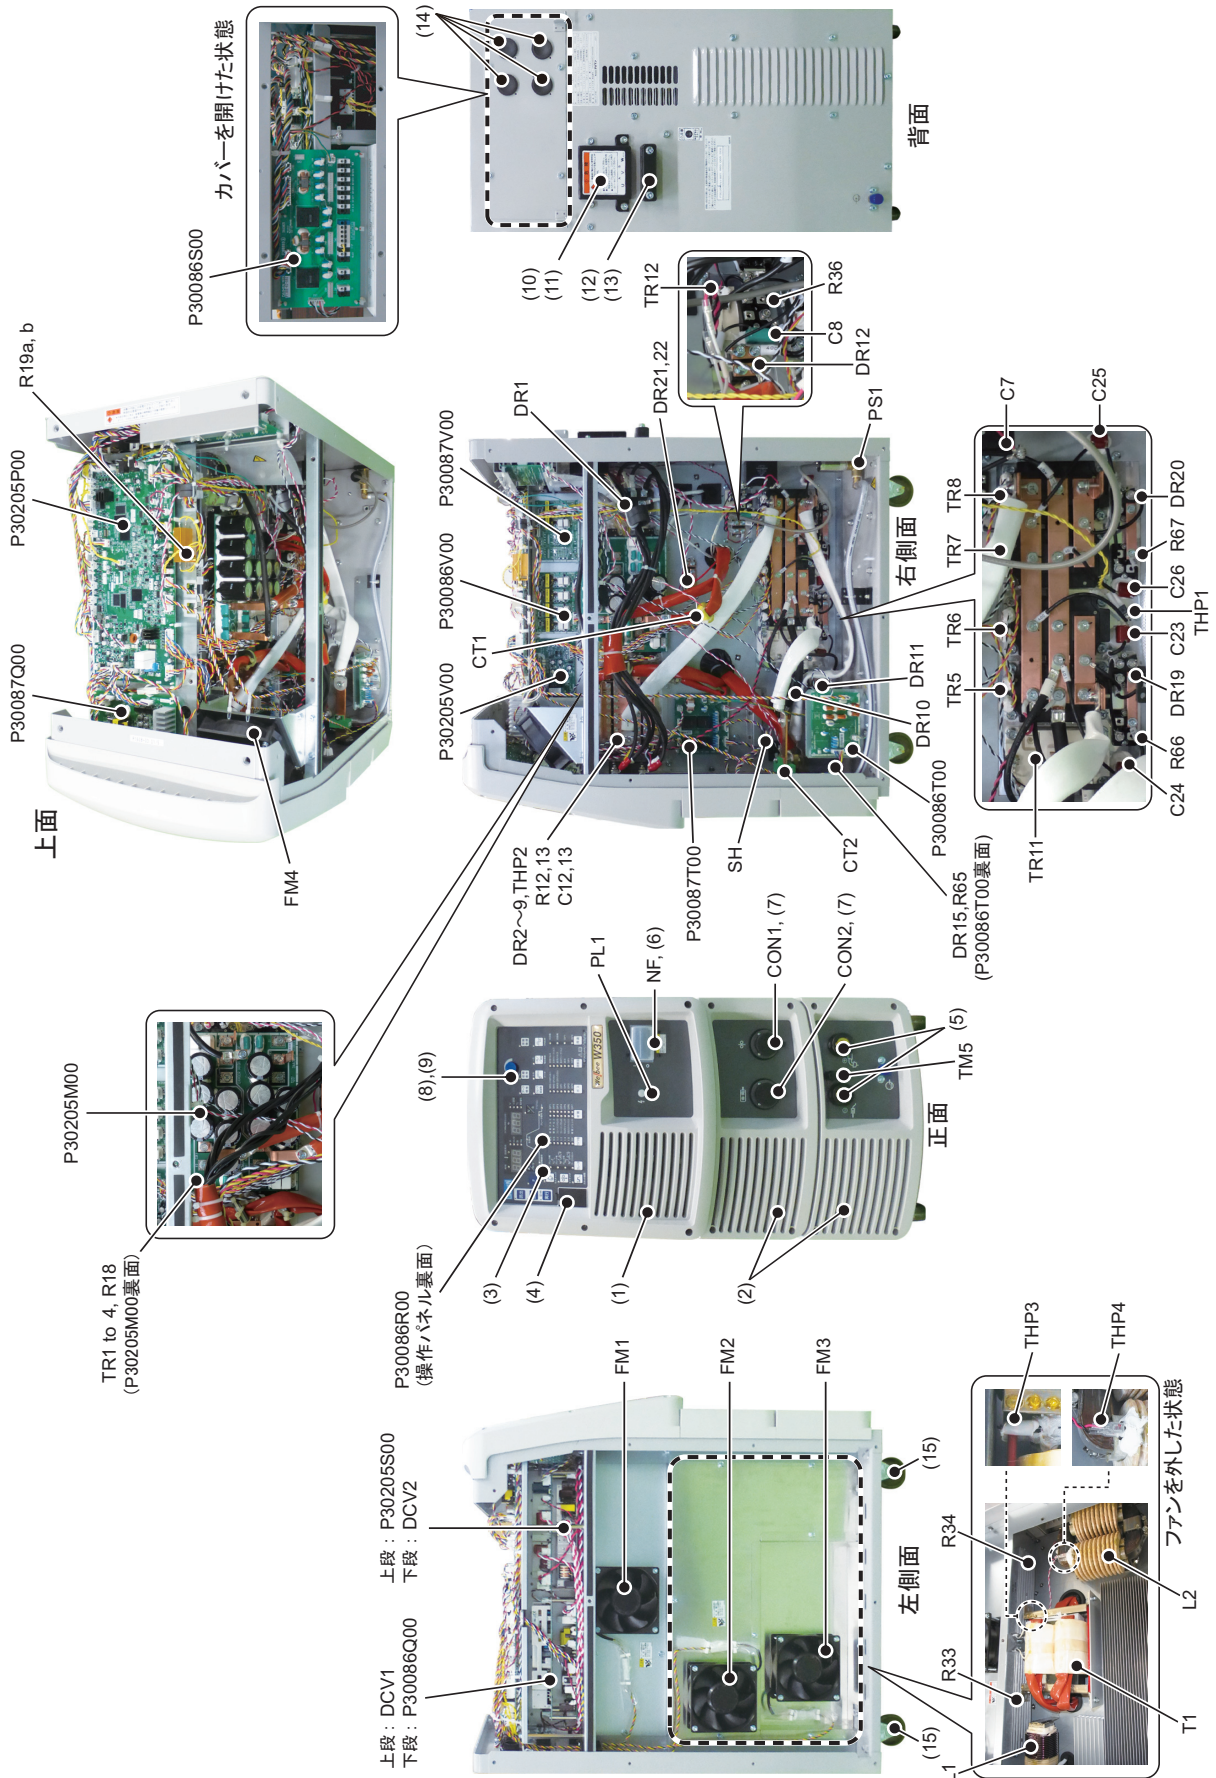 上面
P30087Q00
P30205P00
R19a, b
FM4
P30086S00
カバーを開けた状態
(14)
(10)
(11)
(12)
(13)
背面
P30205M00
TR1 to 4, R18
(P30205M00裏面)
P30205V00
P30086V00
P30087V00
CT1
DR1
DR21,22
DR2～9,THP2
R12,13
C12,13
P30087T00
SH
CT2
DR15,R65
(P30086T00裏面)
P30086T00
DR10
DR11
右側面
PS1
TR12
R36
C8
DR12
TR5
TR6
TR7
TR8
C7
C25
TR11
C24
R66
DR19
C23
THP1
C26
R67
DR20
P30086R00
(操作パネル裏面)
(3)
(4)
(1)
(2)
(8),(9)
PL1
NF, (6)
CON1, (7)
CON2, (7)
(5)
TM5
W350
正面
上段 : DCV1
下段 : P30086Q00
上段 : P30205S00
下段 : DCV2
FM1
FM2
FM3
左側面
(15)
(15)
R33
R34
THP3
THP4
T1
L2
ファンを外した状態